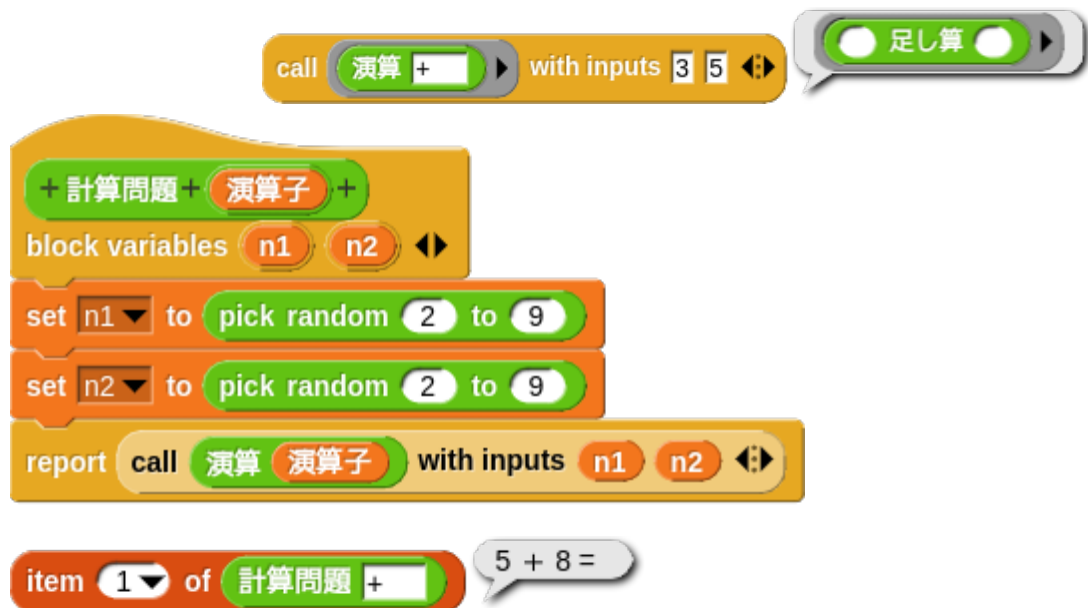 call 演算 + with inputs 3 5
足し算
+ 計算問題 + 演算子 +
block variables n1 n2
set n1 to pick random 2 to 9
set n2 to pick random 2 to 9
report call 演算 演算子 with inputs n1 n2
item 1 of 計算問題 +
5 + 8 =